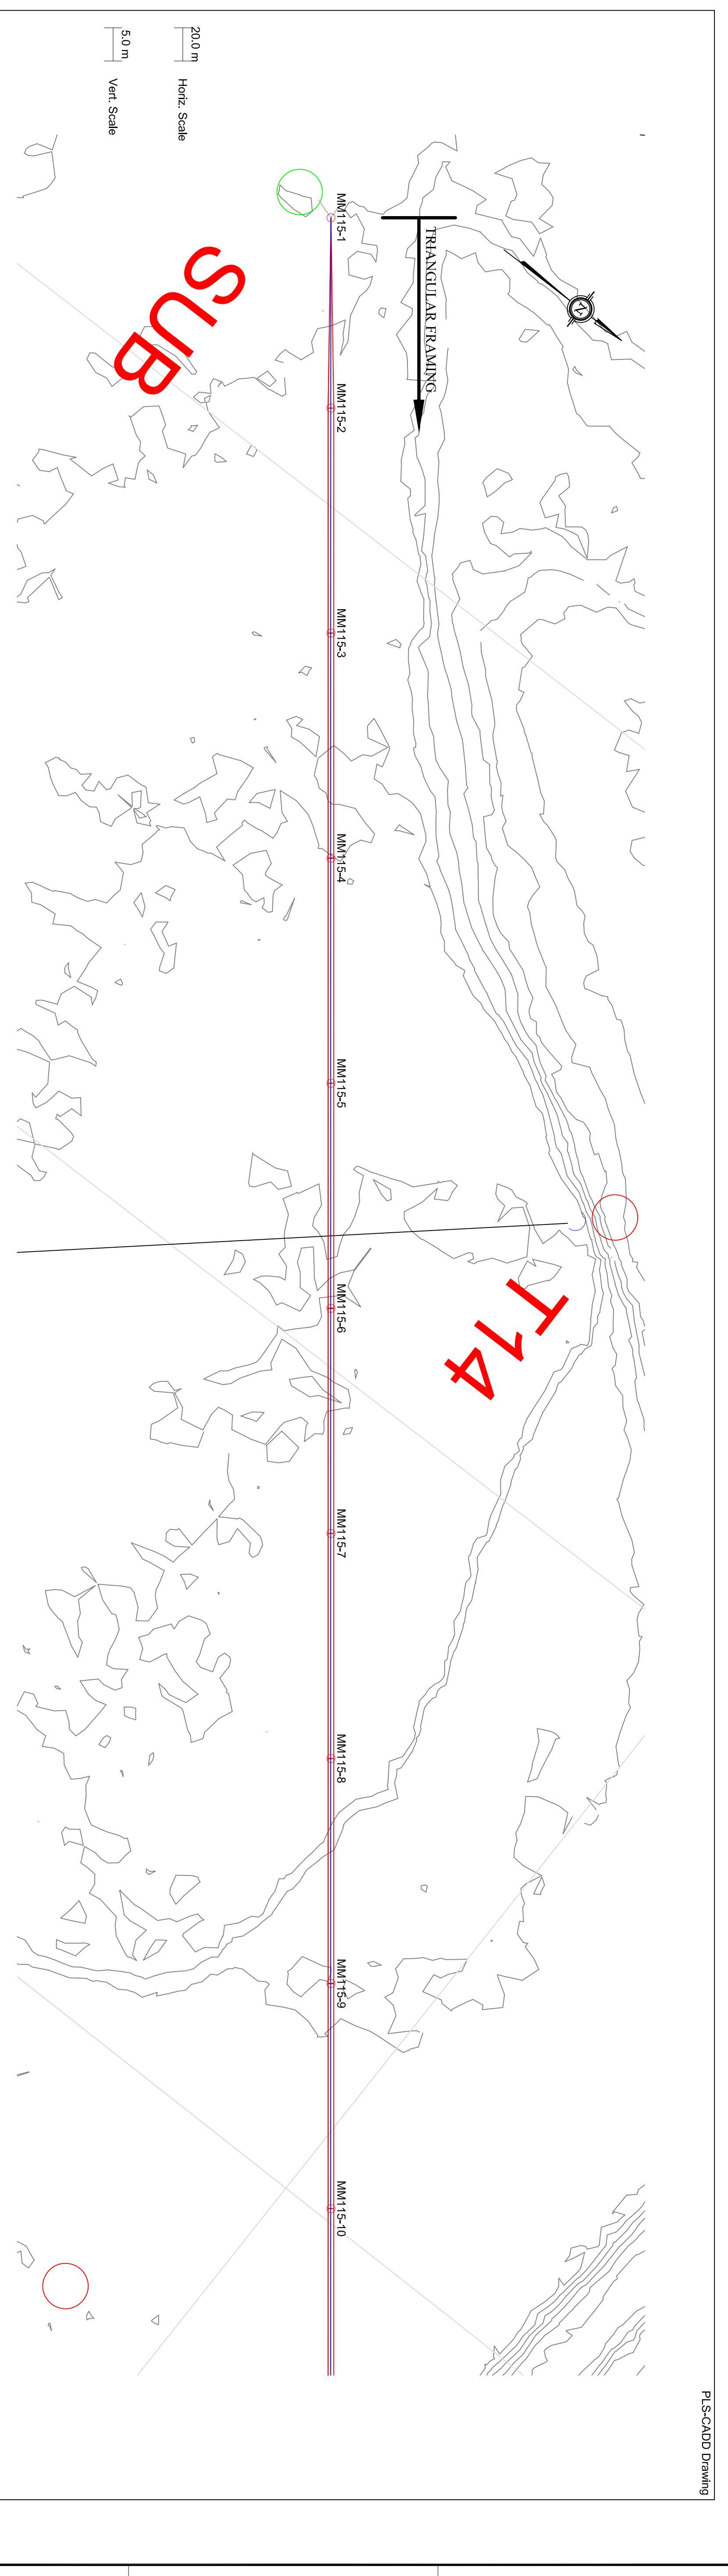 PLS-CADD Drawing
20.0 m
Horiz. Scale
5.0 m
Vert. Scale
N
TRIANGULAR FRAMING
MM115-1
MM115-2
MM115-3
MM115-4
MM115-5
MM115-6
MM115-7
MM115-8
MM115-9
MM115-10
SUB
T14